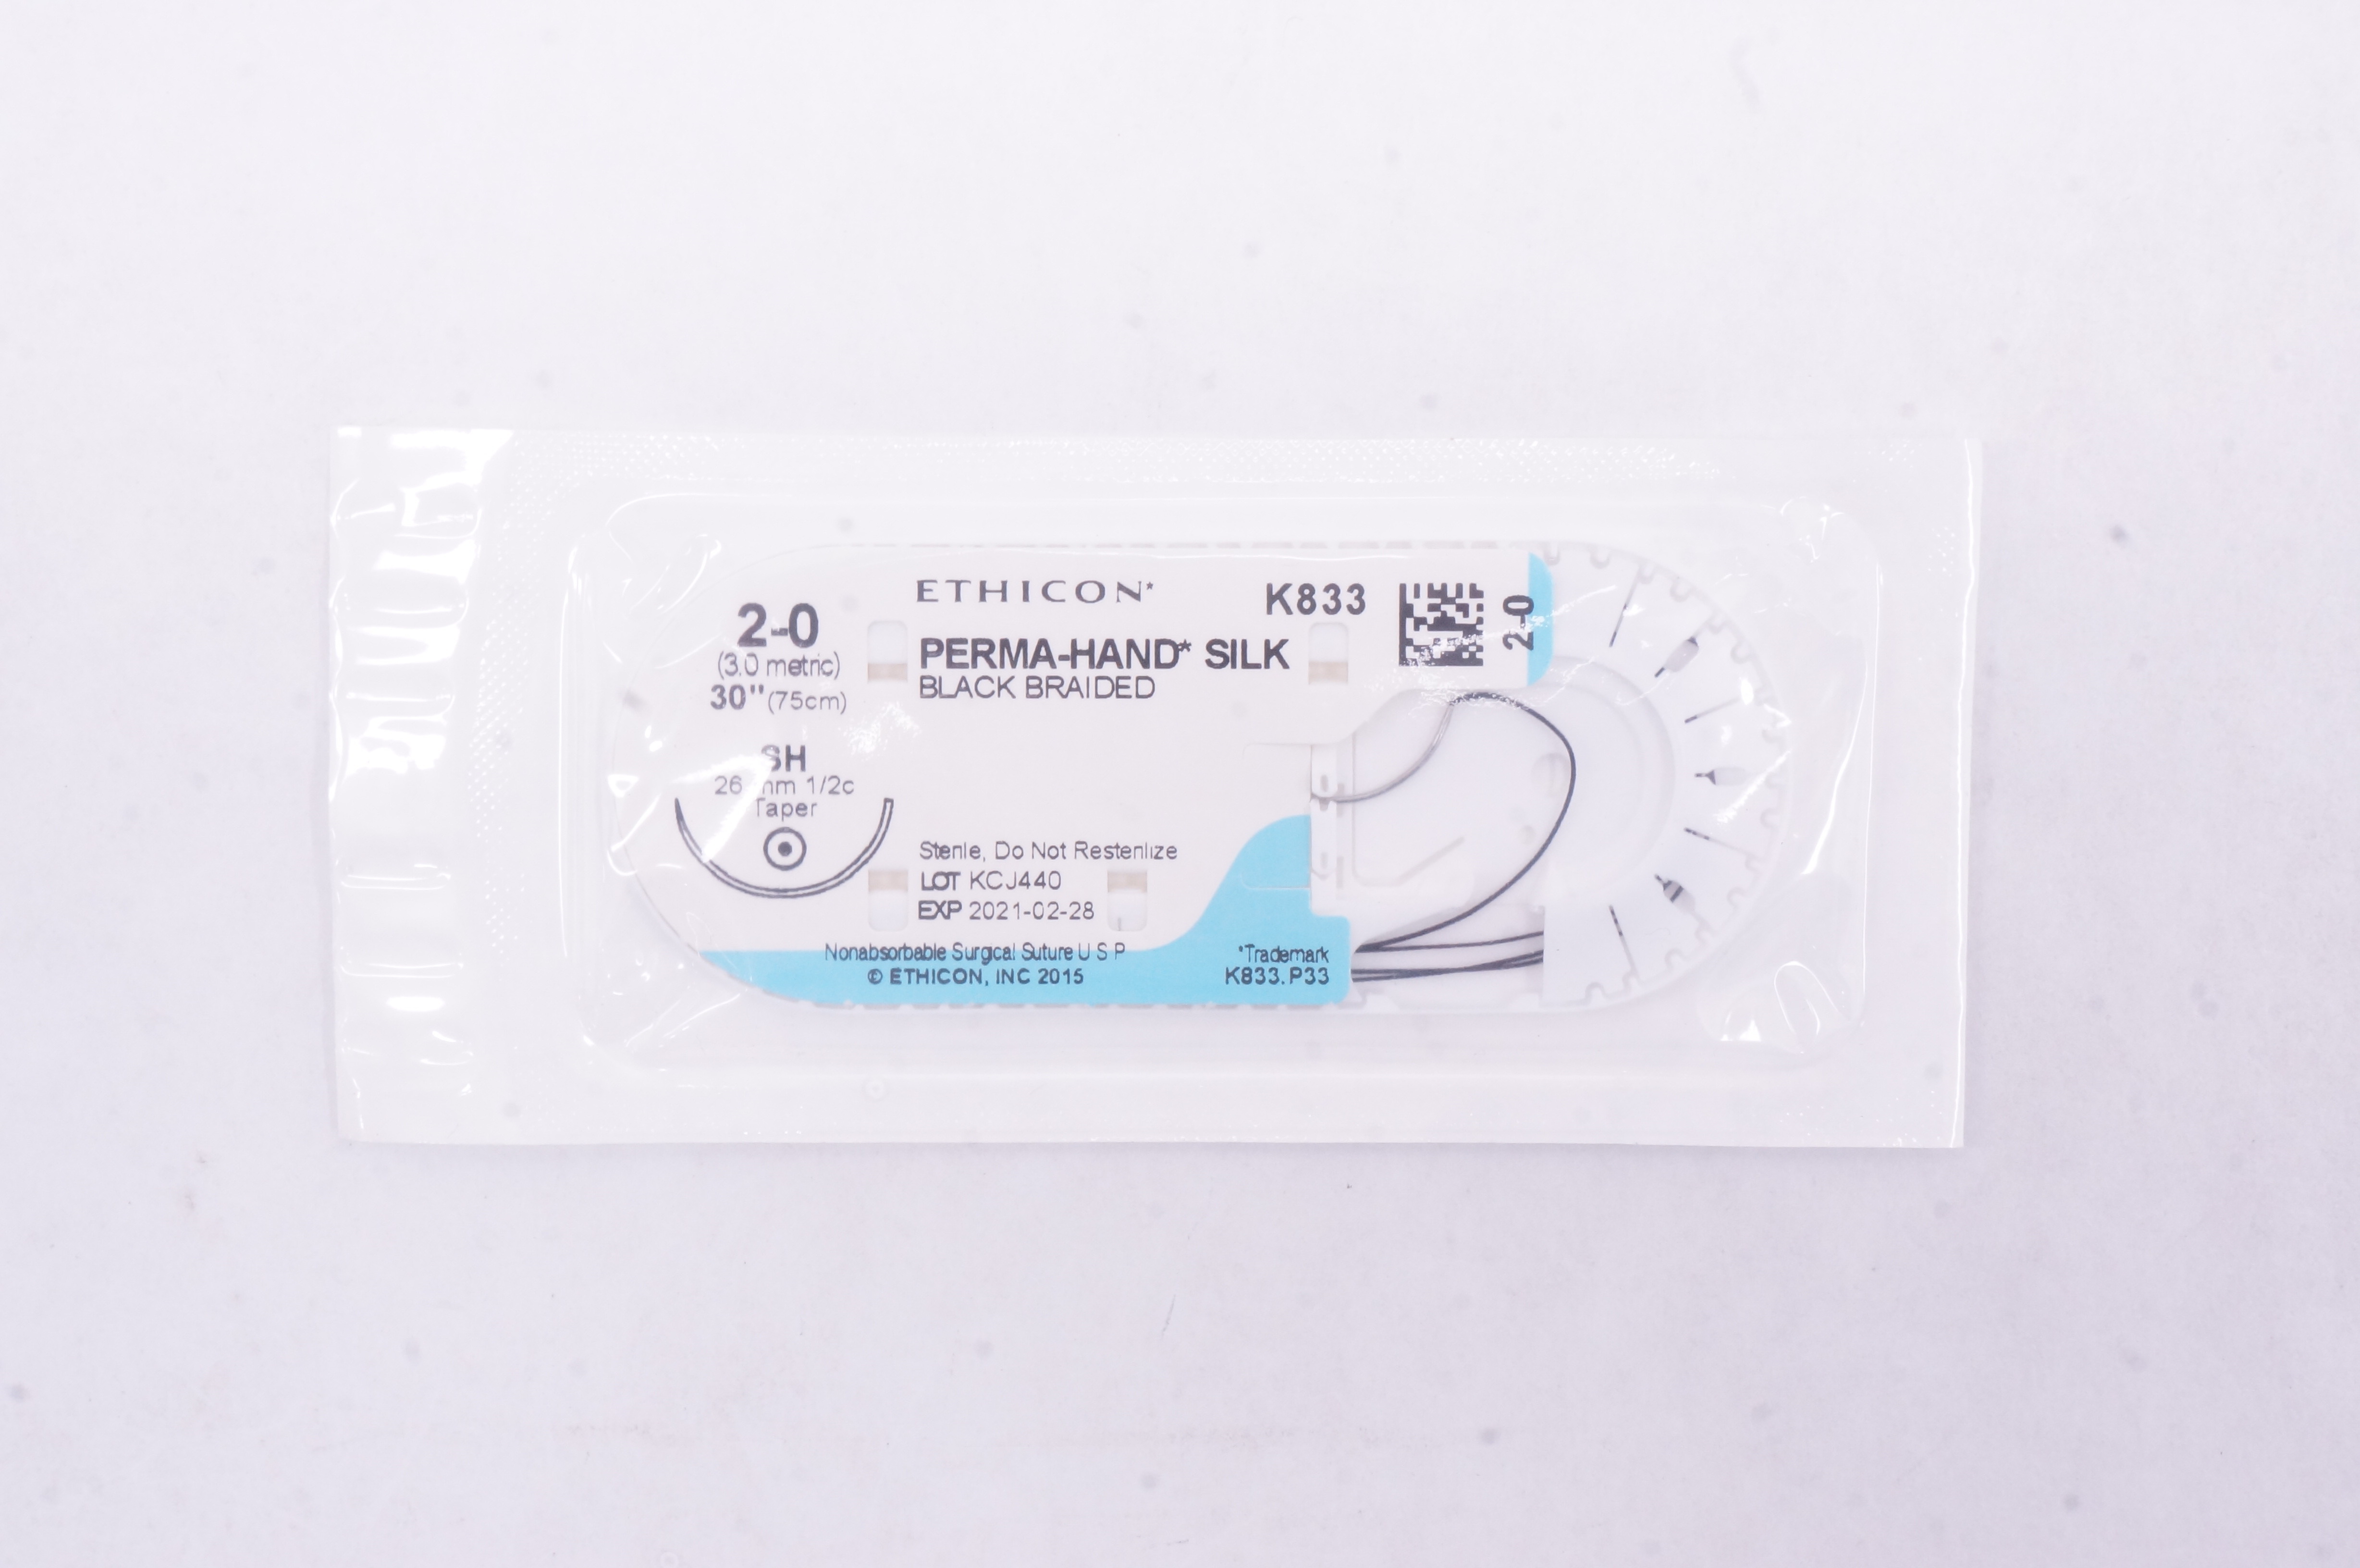 ETHICON*
K833
2-0
2-0
(3.0 metric)
30" (75cm)
PERMA-HAND* SILK
BLACK BRAIDED
SH
26 mm 1/2c
Taper
Sterile, Do Not Resterilize
LOT KCJ440
EXP 2021-02-28
Nonabsorbable Surgical Suture U S P
© ETHICON, INC 2015
*Trademark
K833.P33